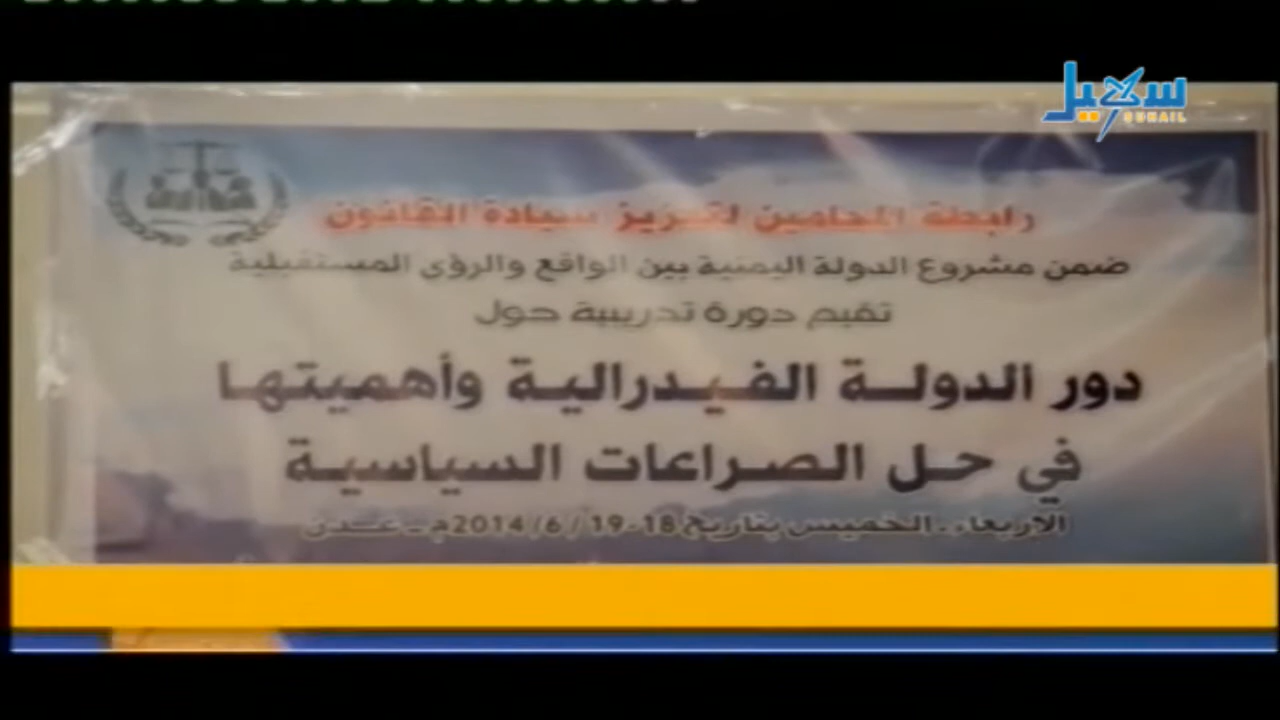 سهيل
SUHAIL
رابطة المحامين لتعزيز سيادة القانون
ضمن مشروع الدولة اليمنية بين الواقع والرؤى المستقبلية
تقيم دورة تدريبية حول
دور الدولة الفيدرالية وأهميتها
في حل الصراعات السياسية
الاربعاء . الخميس بتاريخ 18-19 /6 /2014م - عدن